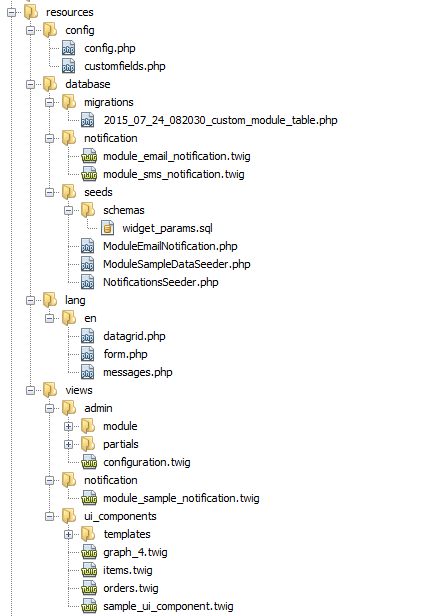 resources
config
config.php
customfields.php
database
migrations
2015_07_24_082030_custom_module_table.php
notification
module_email_notification.twig
module_sms_notification.twig
seeds
schemas
widget_params.sql
ModuleEmailNotification.php
ModuleSampleDataSeeder.php
NotificationsSeeder.php
lang
en
datagrid.php
form.php
messages.php
views
admin
module
partials
configuration.twig
notification
module_sample_notification.twig
ui_components
templates
graph_4.twig
items.twig
orders.twig
sample_ui_component.twig